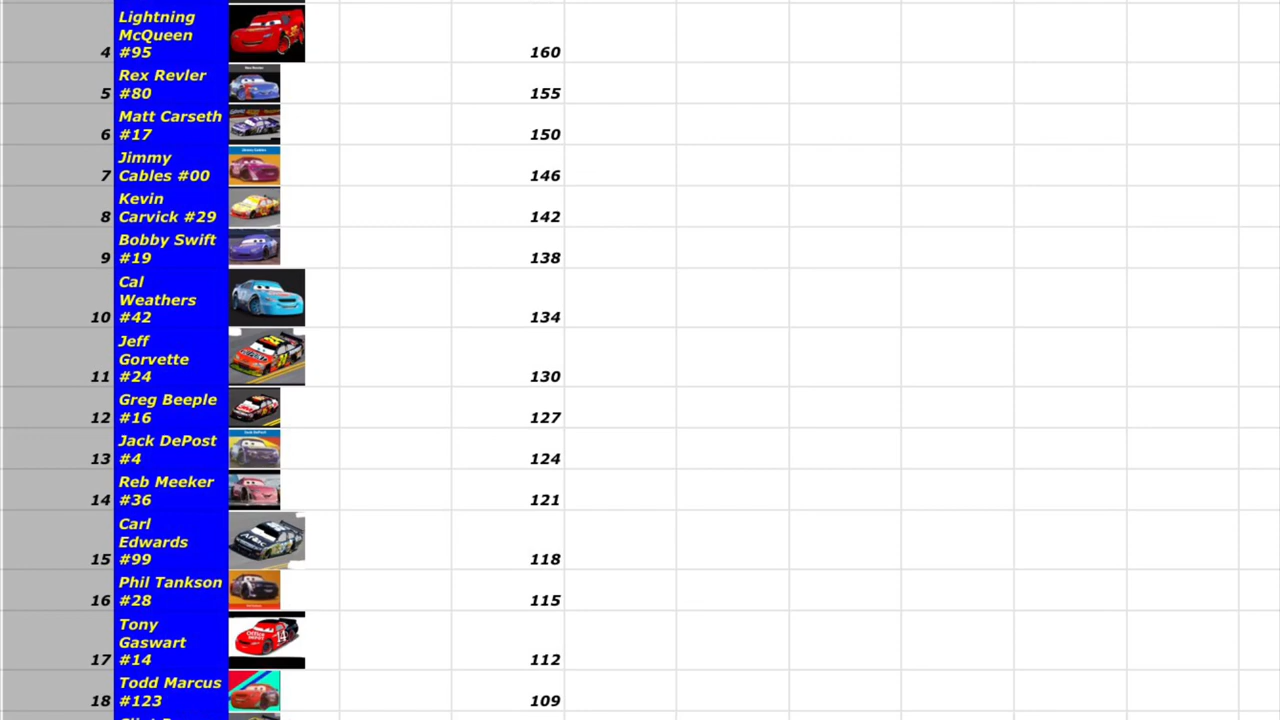 Lightning
McQueen
4 #95 160
Rex Revler
5 #80 155
Matt Carseth
6 #17 150
Jimmy
7 Cables #00 146
Kevin
8 Carvick #29 142
Bobby Swift
9 #19 138
Cal
Weathers
10 #42 134
Jeff
Gorvette
11 #24 130
Greg Beeple
12 #16 127
Jack DePost
13 #4 124
Reb Meeker
14 #36 121
Carl
Edwards
15 #99 118
Phil Tankson
16 #28 115
Tony
Gaswart
17 #14 112
Todd Marcus
18 #123 109